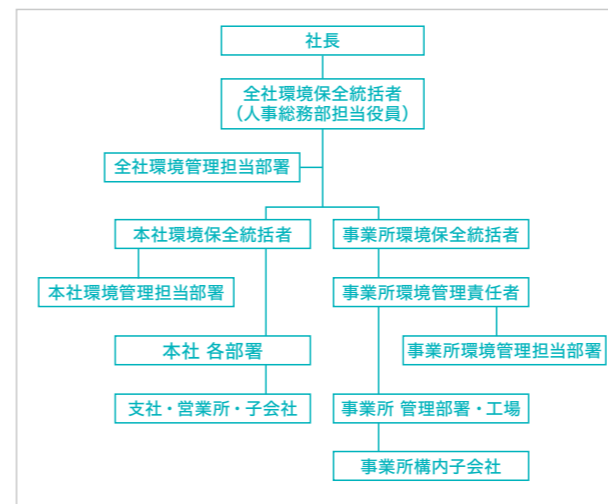 社長
全社環境保全統括者
（人事総務部担当役員）
全社環境管理担当部署
本社環境保全統括者
事業所環境保全統括者
本社環境管理担当部署
事業所環境管理責任者
本社 各部署
事業所環境管理担当部署
支社・営業所・子会社
事業所 管理部署・工場
事業所構内子会社